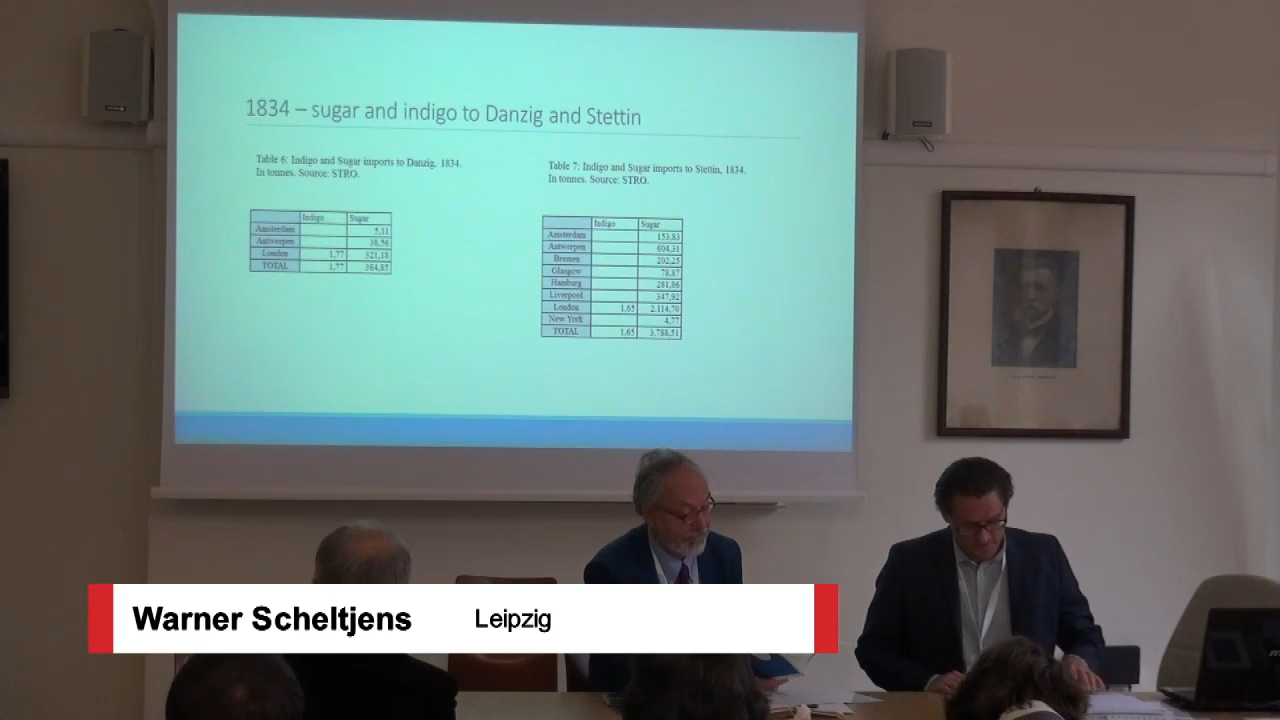 1834 – sugar and indigo to Danzig and Stettin
Table 6: Indigo and Sugar imports to Danzig, 1834.
In tonnes. Source: STRO.
Indigo Sugar
Amsterdam 5,11
Antwerpen 38,56
London 1,77 321,18
TOTAL 1,77 364,85
Table 7: Indigo and Sugar imports to Stettin, 1834.
In tonnes. Source: STRO.
Indigo Sugar
Amsterdam 153,83
Antwerpen 604,31
Bremen 202,25
Glasgow 78,87
Hamburg 281,86
Liverpool 347,92
London 1,65 2.114,70
New York 4,77
TOTAL 1,65 3.788,51
Warner Scheltjens Leipzig